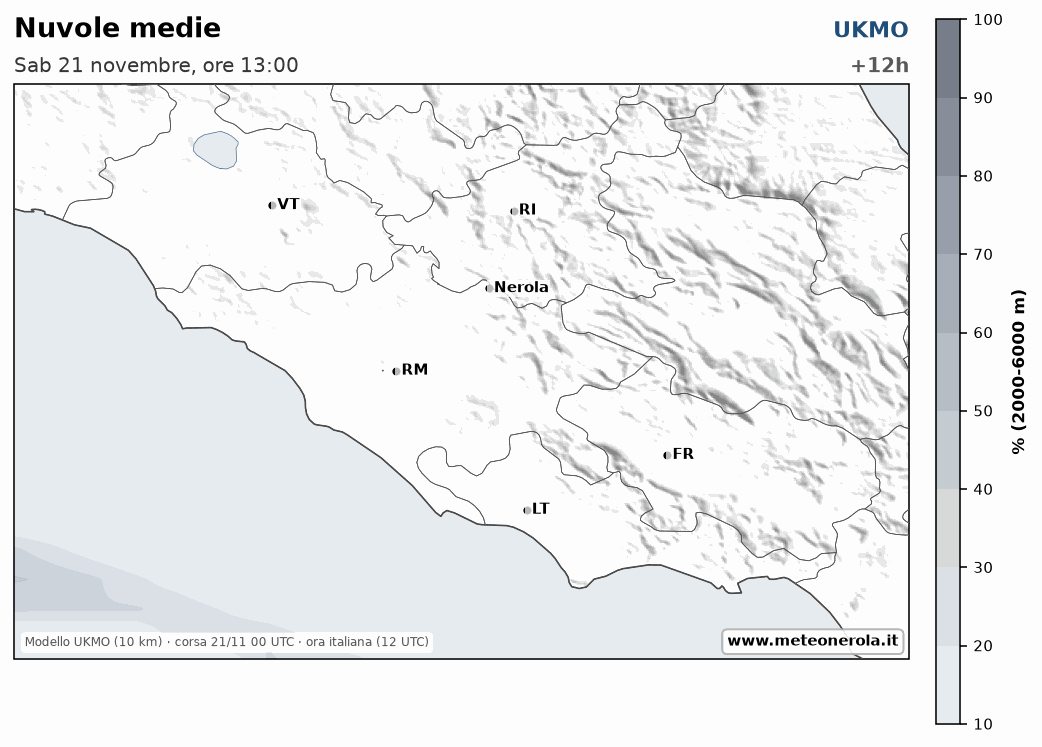 Nuvole medie
UKMO
Sab 21 novembre, ore 13:00
+12h
100
90
80
70
60
50
40
30
20
10
% (2000-6000 m)
VT
RI
Nerola
RM
FR
LT
Modello UKMO (10 km) · corsa 21/11 00 UTC · ora italiana (12 UTC)
www.meteonerola.it